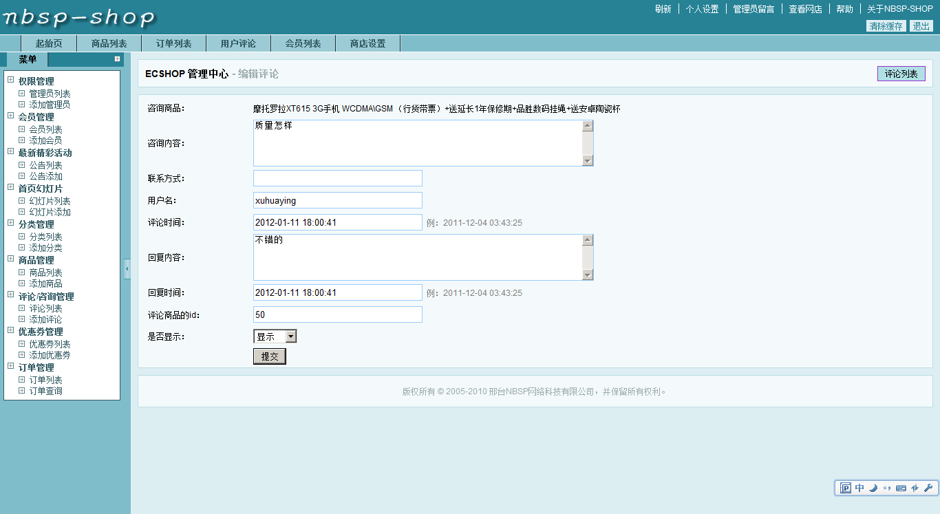 nbsp-shop
刷新 | 个人设置 | 管理员留言 | 查看网店 | 帮助 | 关于NBSP-SHOP
清除缓存 退出
起始页 商品列表 订单列表 用户评论 会员列表 商店设置
菜单
权限管理
管理员列表
添加管理员
会员管理
会员列表
添加会员
最新精彩活动
公告列表
公告添加
首页幻灯片
幻灯片列表
幻灯片添加
分类管理
分类列表
添加分类
商品管理
商品列表
添加商品
评论/咨询管理
评论列表
添加评论
优惠券管理
优惠券列表
添加优惠券
订单管理
订单列表
订单查询
ECSHOP 管理中心 - 编辑评论 评论列表
咨询商品: 摩托罗拉XT615 3G手机 WCDMA\GSM（行货带票）+送延长1年保修期+品胜数码挂绳+送安卓陶瓷杯
咨询内容: 质量怎样
联系方式:
用户名: xuhuaying
评论时间: 2012-01-11 18:00:41 例：2011-12-04 03:43:25
回复内容: 不错的
回复时间: 2012-01-11 18:00:41 例：2011-12-04 03:43:25
评论商品的id: 50
是否显示: 显示
提交
版权所有 © 2005-2010 邢台NBSP网络科技有限公司，并保留所有权利。
中